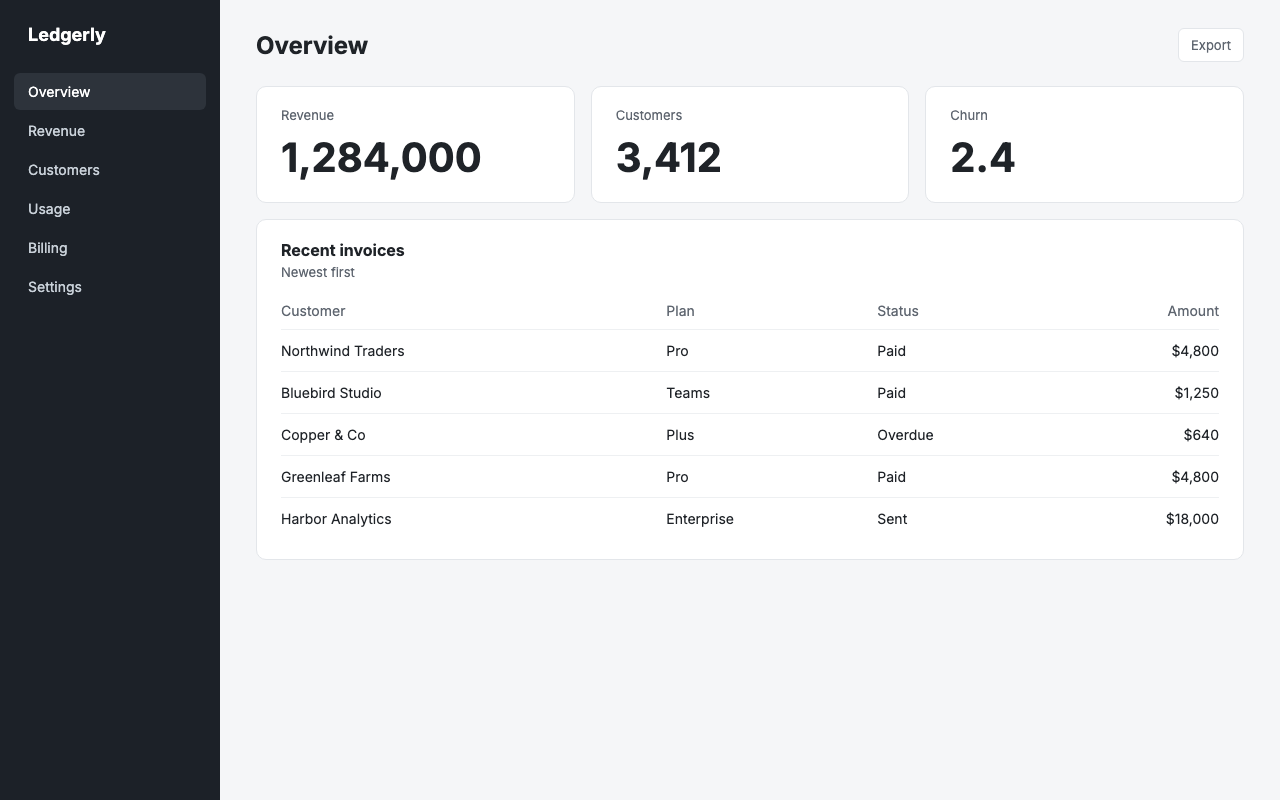 Ledgerly
Overview
Revenue
Customers
Usage
Billing
Settings
Overview
Export
Revenue
1,284,000
Customers
3,412
Churn
2.4
Recent invoices
Newest first
Customer Plan Status Amount
Northwind Traders Pro Paid $4,800
Bluebird Studio Teams Paid $1,250
Copper & Co Plus Overdue $640
Greenleaf Farms Pro Paid $4,800
Harbor Analytics Enterprise Sent $18,000